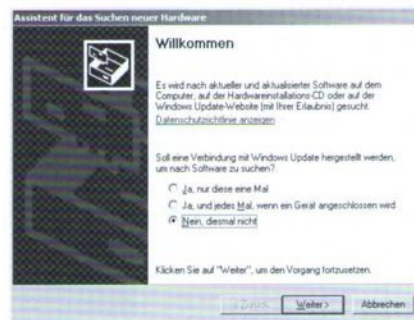 Assistent für das Suchen neuer Hardware
Willkommen
Es wird nach aktueller und aktualisierter Software auf dem
Computer, auf der Hardwareinstallations-CD oder auf der
Windows Update-Website (mit Ihrer Erlaubnis) gesucht.
Datenschutzrichtlinie anzeigen
Soll eine Verbindung mit Windows Update hergestellt werden,
um nach Software zu suchen?
Ja, nur diese eine Mal
Ja, und jedes Mal, wenn ein Gerät angeschlossen wird
Nein, diesmal nicht
Klicken Sie auf "Weiter", um den Vorgang fortzusetzen.
< Zurück Weiter > Abbrechen